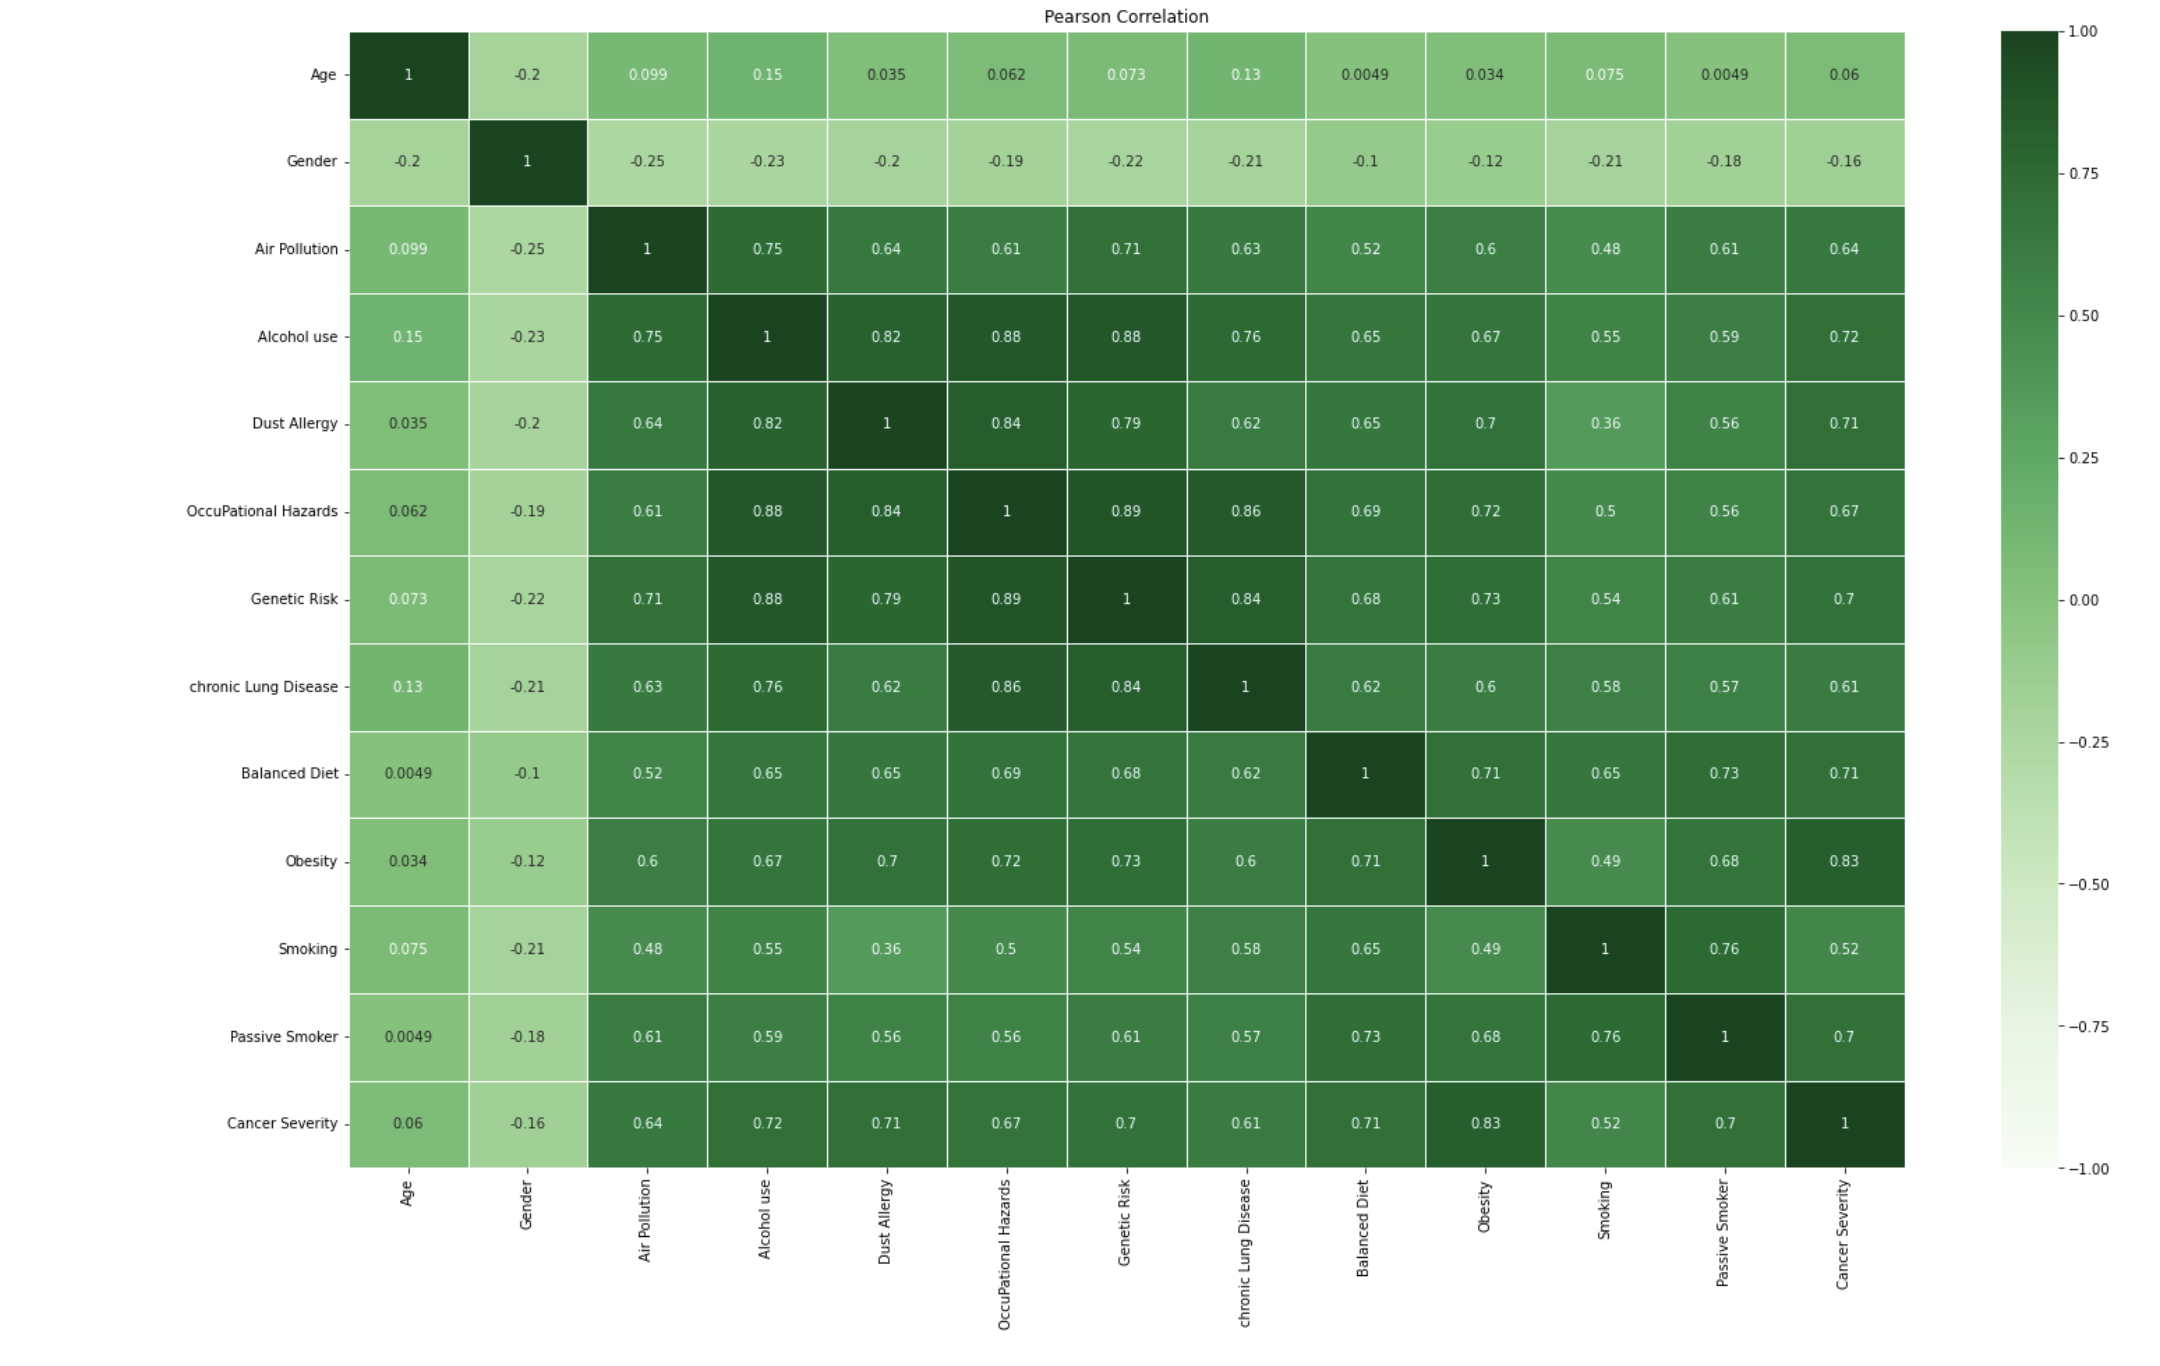 Pearson Correlation
Age 1 -0.2 0.099 0.15 0.035 0.062 0.073 0.13 0.0049 0.034 0.075 0.0049 0.06
Gender -0.2 1 -0.25 -0.23 -0.2 -0.19 -0.22 -0.21 -0.1 -0.12 -0.21 -0.18 -0.16
Air Pollution 0.099 -0.25 1 0.75 0.64 0.61 0.71 0.63 0.52 0.6 0.48 0.61 0.64
Alcohol use 0.15 -0.23 0.75 1 0.82 0.88 0.88 0.76 0.65 0.67 0.55 0.59 0.72
Dust Allergy 0.035 -0.2 0.64 0.82 1 0.84 0.79 0.62 0.65 0.7 0.36 0.56 0.71
OccuPational Hazards 0.062 -0.19 0.61 0.88 0.84 1 0.89 0.86 0.69 0.72 0.5 0.56 0.67
Genetic Risk 0.073 -0.22 0.71 0.88 0.79 0.89 1 0.84 0.68 0.73 0.54 0.61 0.7
chronic Lung Disease 0.13 -0.21 0.63 0.76 0.62 0.86 0.84 1 0.62 0.6 0.58 0.57 0.61
Balanced Diet 0.0049 -0.1 0.52 0.65 0.65 0.69 0.68 0.62 1 0.71 0.65 0.73 0.71
Obesity 0.034 -0.12 0.6 0.67 0.7 0.72 0.73 0.6 0.71 1 0.49 0.68 0.83
Smoking 0.075 -0.21 0.48 0.55 0.36 0.5 0.54 0.58 0.65 0.49 1 0.76 0.52
Passive Smoker 0.0049 -0.18 0.61 0.59 0.56 0.56 0.61 0.57 0.73 0.68 0.76 1 0.7
Cancer Severity 0.06 -0.16 0.64 0.72 0.71 0.67 0.7 0.61 0.71 0.83 0.52 0.7 1
Age
Gender
Air Pollution
Alcohol use
Dust Allergy
OccuPational Hazards
Genetic Risk
chronic Lung Disease
Balanced Diet
Obesity
Smoking
Passive Smoker
Cancer Severity
1.00
0.75
0.50
0.25
0.00
−0.25
−0.50
−0.75
−1.00